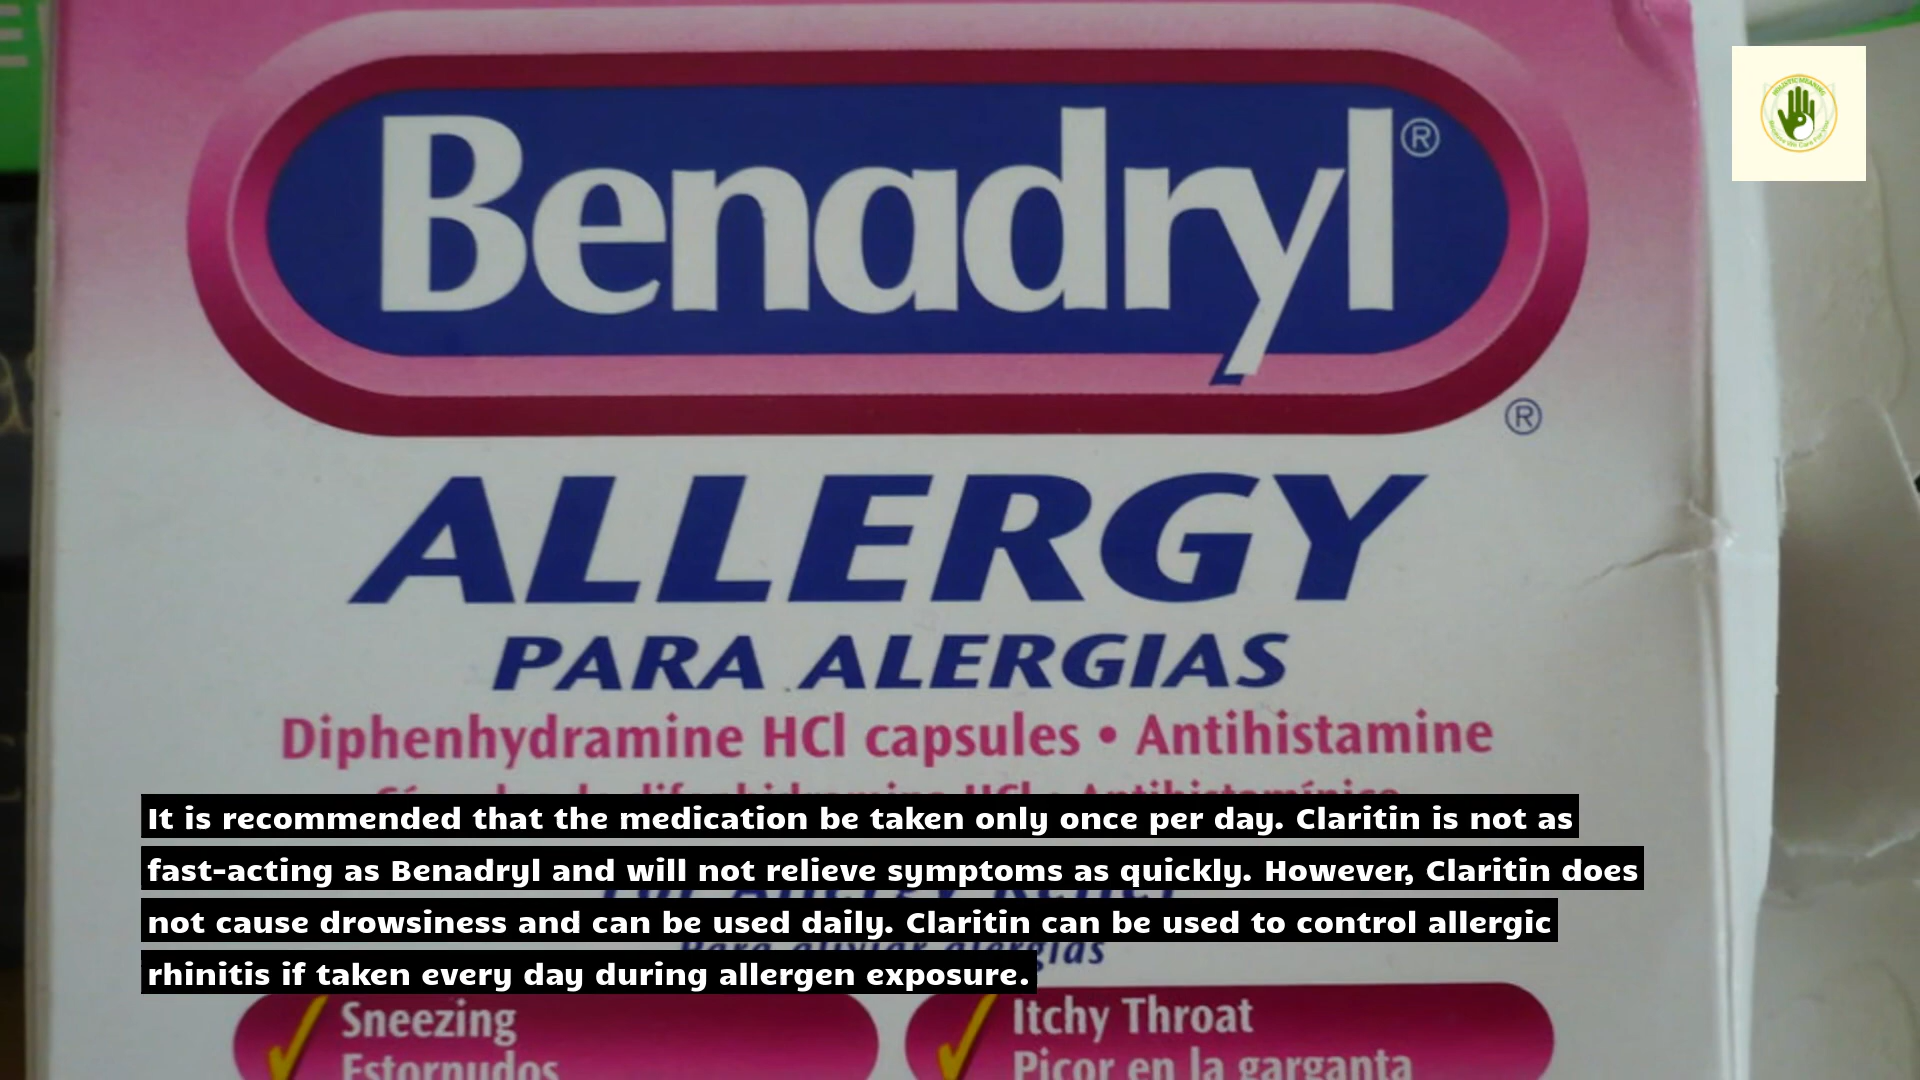 Benadryl®
®
ALLERGY
PARA ALERGIAS
Diphenhydramine HCl capsules • Antihistamine
It is recommended that the medication be taken only once per day. Claritin is not as
fast-acting as Benadryl and will not relieve symptoms as quickly. However, Claritin does
not cause drowsiness and can be used daily. Claritin can be used to control allergic
rhinitis if taken every day during allergen exposure.
Sneezing
Estornudos
Itchy Throat
Picor en la garganta